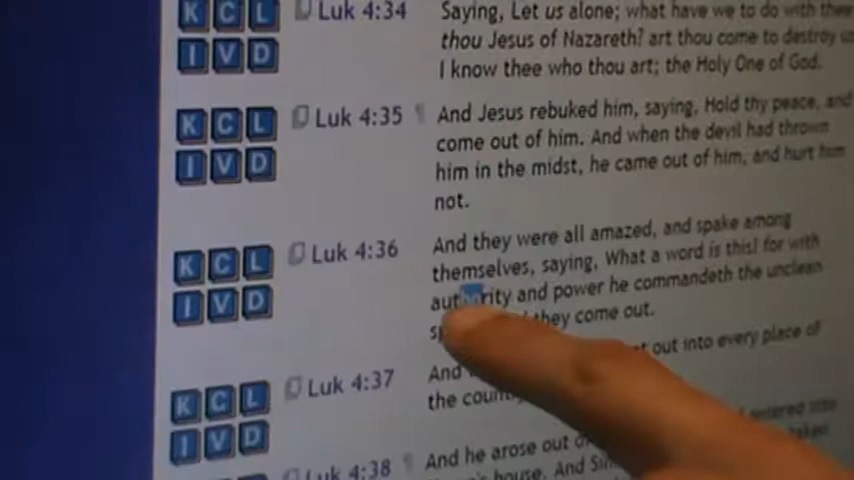 K C L Luk 4:34 Saying, Let us alone; what have we to do with thee
I V D thou Jesus of Nazareth? art thou come to destroy us
I know thee who thou art; the Holy One of God.
K C L Luk 4:35 ¶ And Jesus rebuked him, saying, Hold thy peace, and
I V D come out of him. And when the devil had thrown
him in the midst, he came out of him, and hurt him
not.
K C L Luk 4:36 And they were all amazed, and spake among
I V D themselves, saying, What a word is this! for with
authority and power he commandeth the unclean
they come out.
K C L Luk 4:37 And out into every place of
I V D the
Luk 4:38 ¶ And he arose out entered into
house. And taken